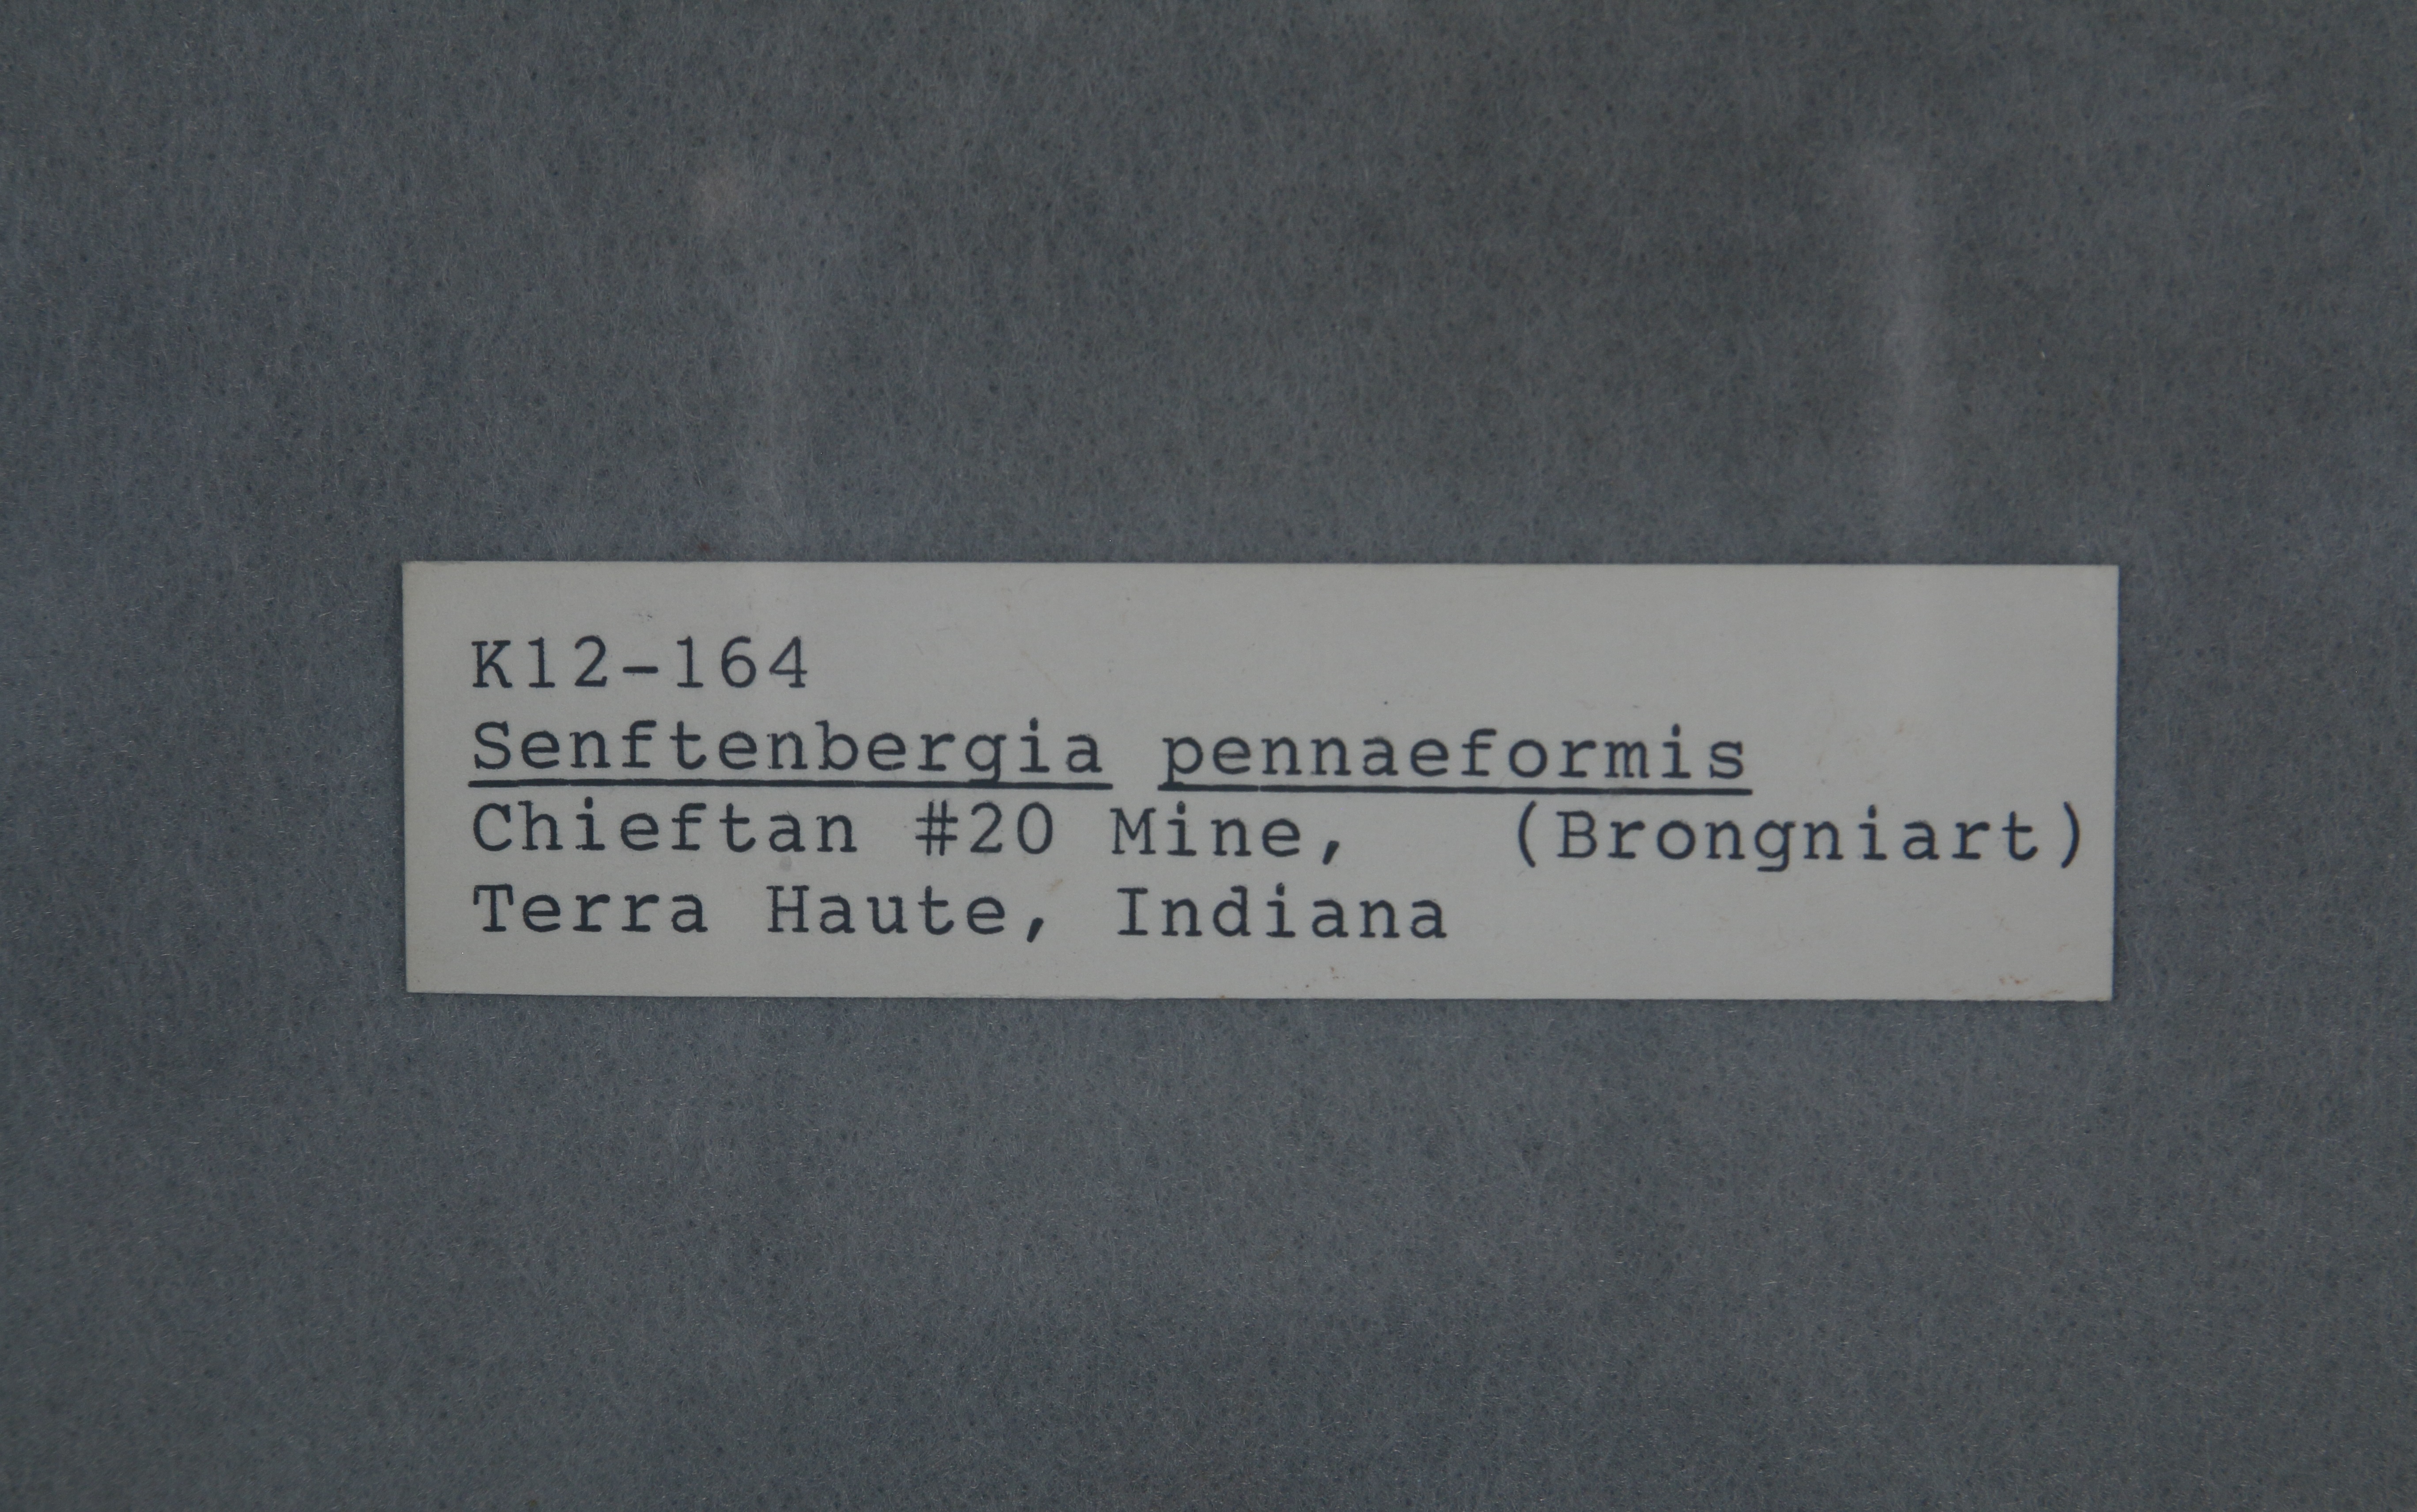 K12-164
Senftenbergia pennaeformis
Chieftan #20 Mine, (Brongniart)
Terra Haute, Indiana